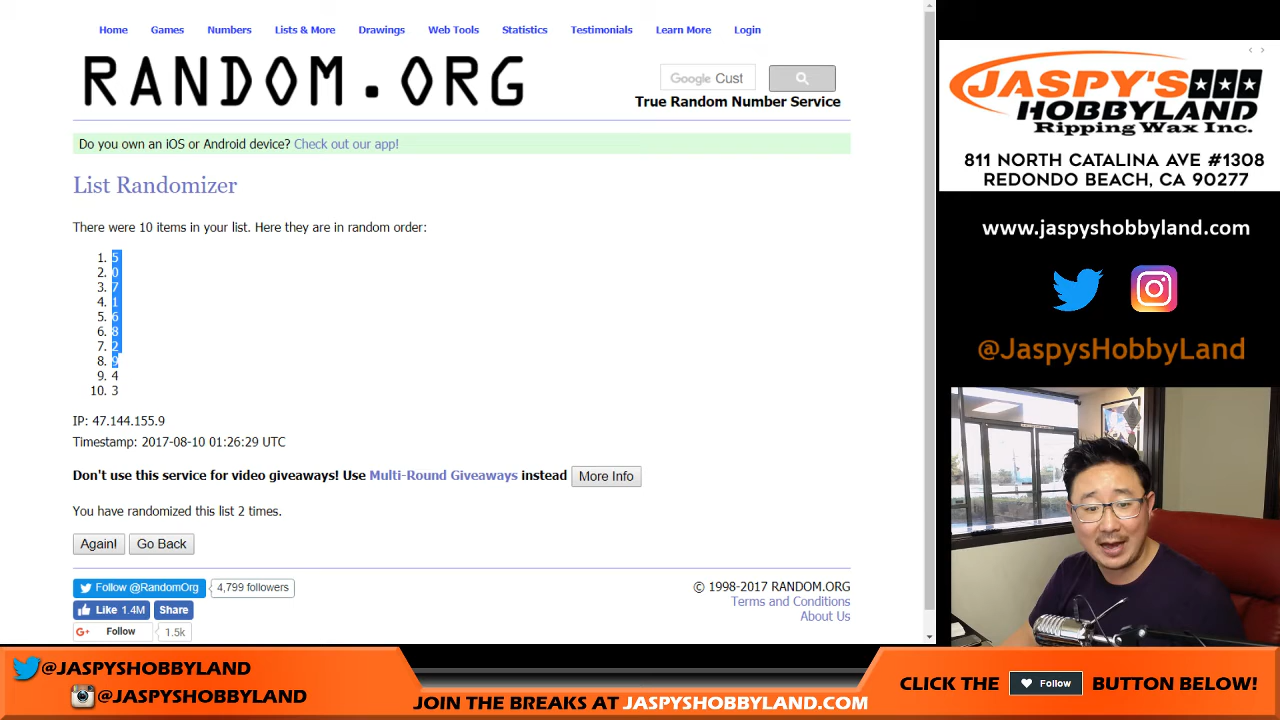 Home Games Numbers Lists & More Drawings Web Tools Statistics Testimonials Learn More Login
RANDOM.ORG
Google Cust
True Random Number Service
Do you own an iOS or Android device? Check out our app!
List Randomizer
There were 10 items in your list. Here they are in random order:
1. 5
2. 0
3. 7
4. 1
5. 6
6. 8
7. 2
8. 9
9. 4
10. 3
IP: 47.144.155.9
Timestamp: 2017-08-10 01:26:29 UTC
Don't use this service for video giveaways! Use Multi-Round Giveaways instead More Info
You have randomized this list 2 times.
Again! Go Back
Follow @RandomOrg 4,799 followers
Like 1.4M Share
G+ Follow 1.5k
© 1998-2017 RANDOM.ORG
Terms and Conditions
About Us
JASPY'S
HOBBYLAND
Ripping Wax Inc.
811 NORTH CATALINA AVE #1308
REDONDO BEACH, CA 90277
www.jaspyshobbyland.com
@JaspysHobbyLand
@JASPYSHOBBYLAND
@JASPYSHOBBYLAND
JOIN THE BREAKS AT JASPYSHOBBYLAND.COM
CLICK THE Follow BUTTON BELOW!